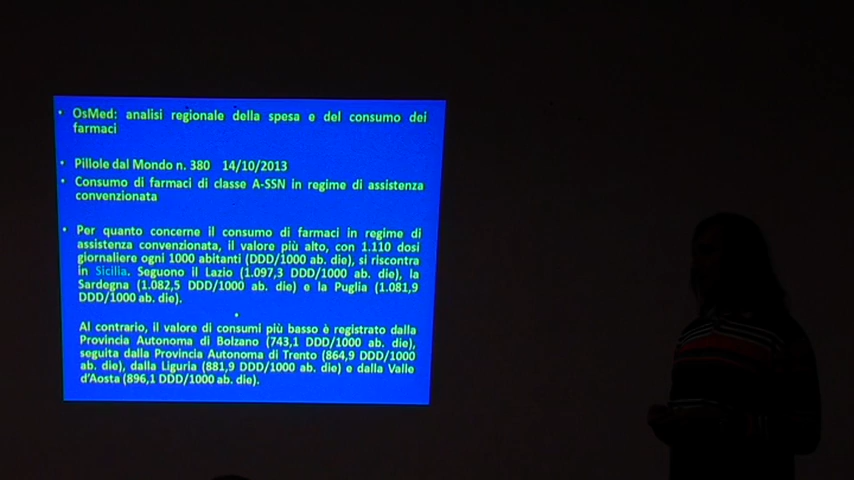 • OsMed: analisi regionale della spesa e del consumo dei
farmaci
• Pillole dal Mondo n. 380 14/10/2013
• Consumo di farmaci di classe A-SSN in regime di assistenza
convenzionata
• Per quanto concerne il consumo di farmaci in regime di
assistenza convenzionata, il valore più alto, con 1.110 dosi
giornaliere ogni 1000 abitanti (DDD/1000 ab. die), si riscontra
in Sicilia. Seguono il Lazio (1.097,3 DDD/1000 ab. die), la
Sardegna (1.082,5 DDD/1000 ab. die) e la Puglia (1.081,9
DDD/1000 ab. die).
Al contrario, il valore di consumi più basso è registrato dalla
Provincia Autonoma di Bolzano (743,1 DDD/1000 ab. die),
seguita dalla Provincia Autonoma di Trento (864,9 DDD/1000
ab. die), dalla Liguria (881,9 DDD/1000 ab. die) e dalla Valle
d'Aosta (896,1 DDD/1000 ab. die).